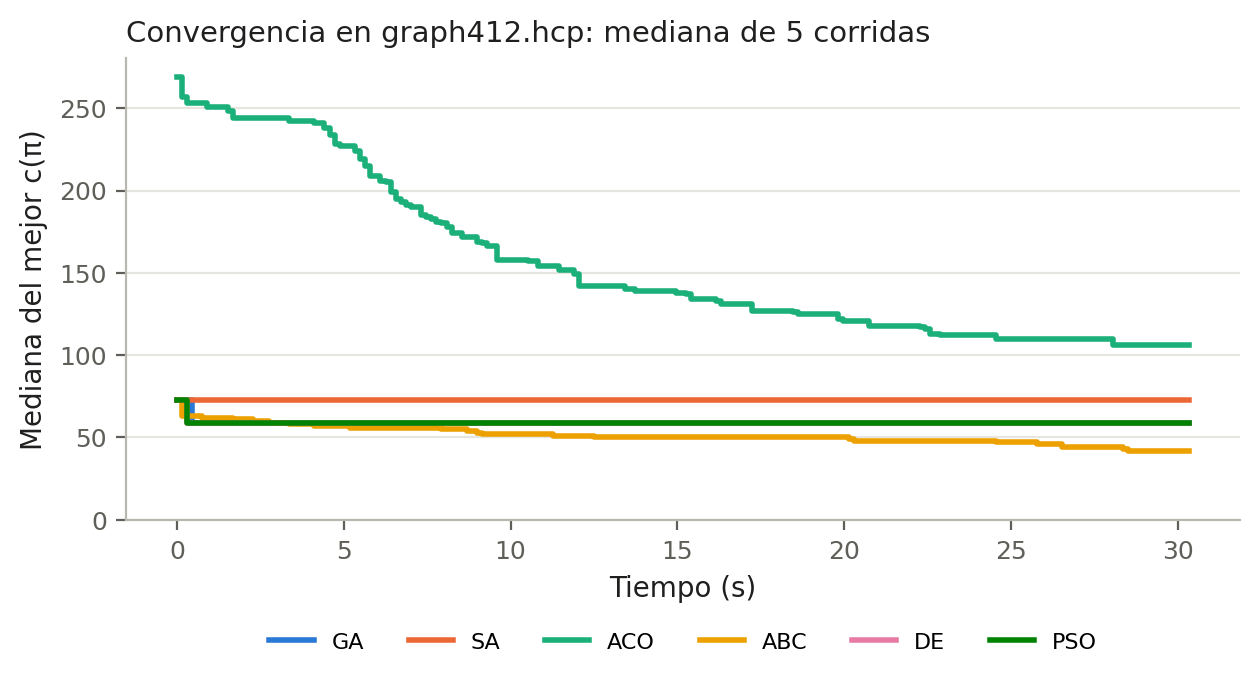 Convergencia en graph412.hcp: mediana de 5 corridas
Mediana del mejor c(π)
250
200
150
100
50
0
0 5 10 15 20 25 30
Tiempo (s)
GA SA ACO ABC DE PSO